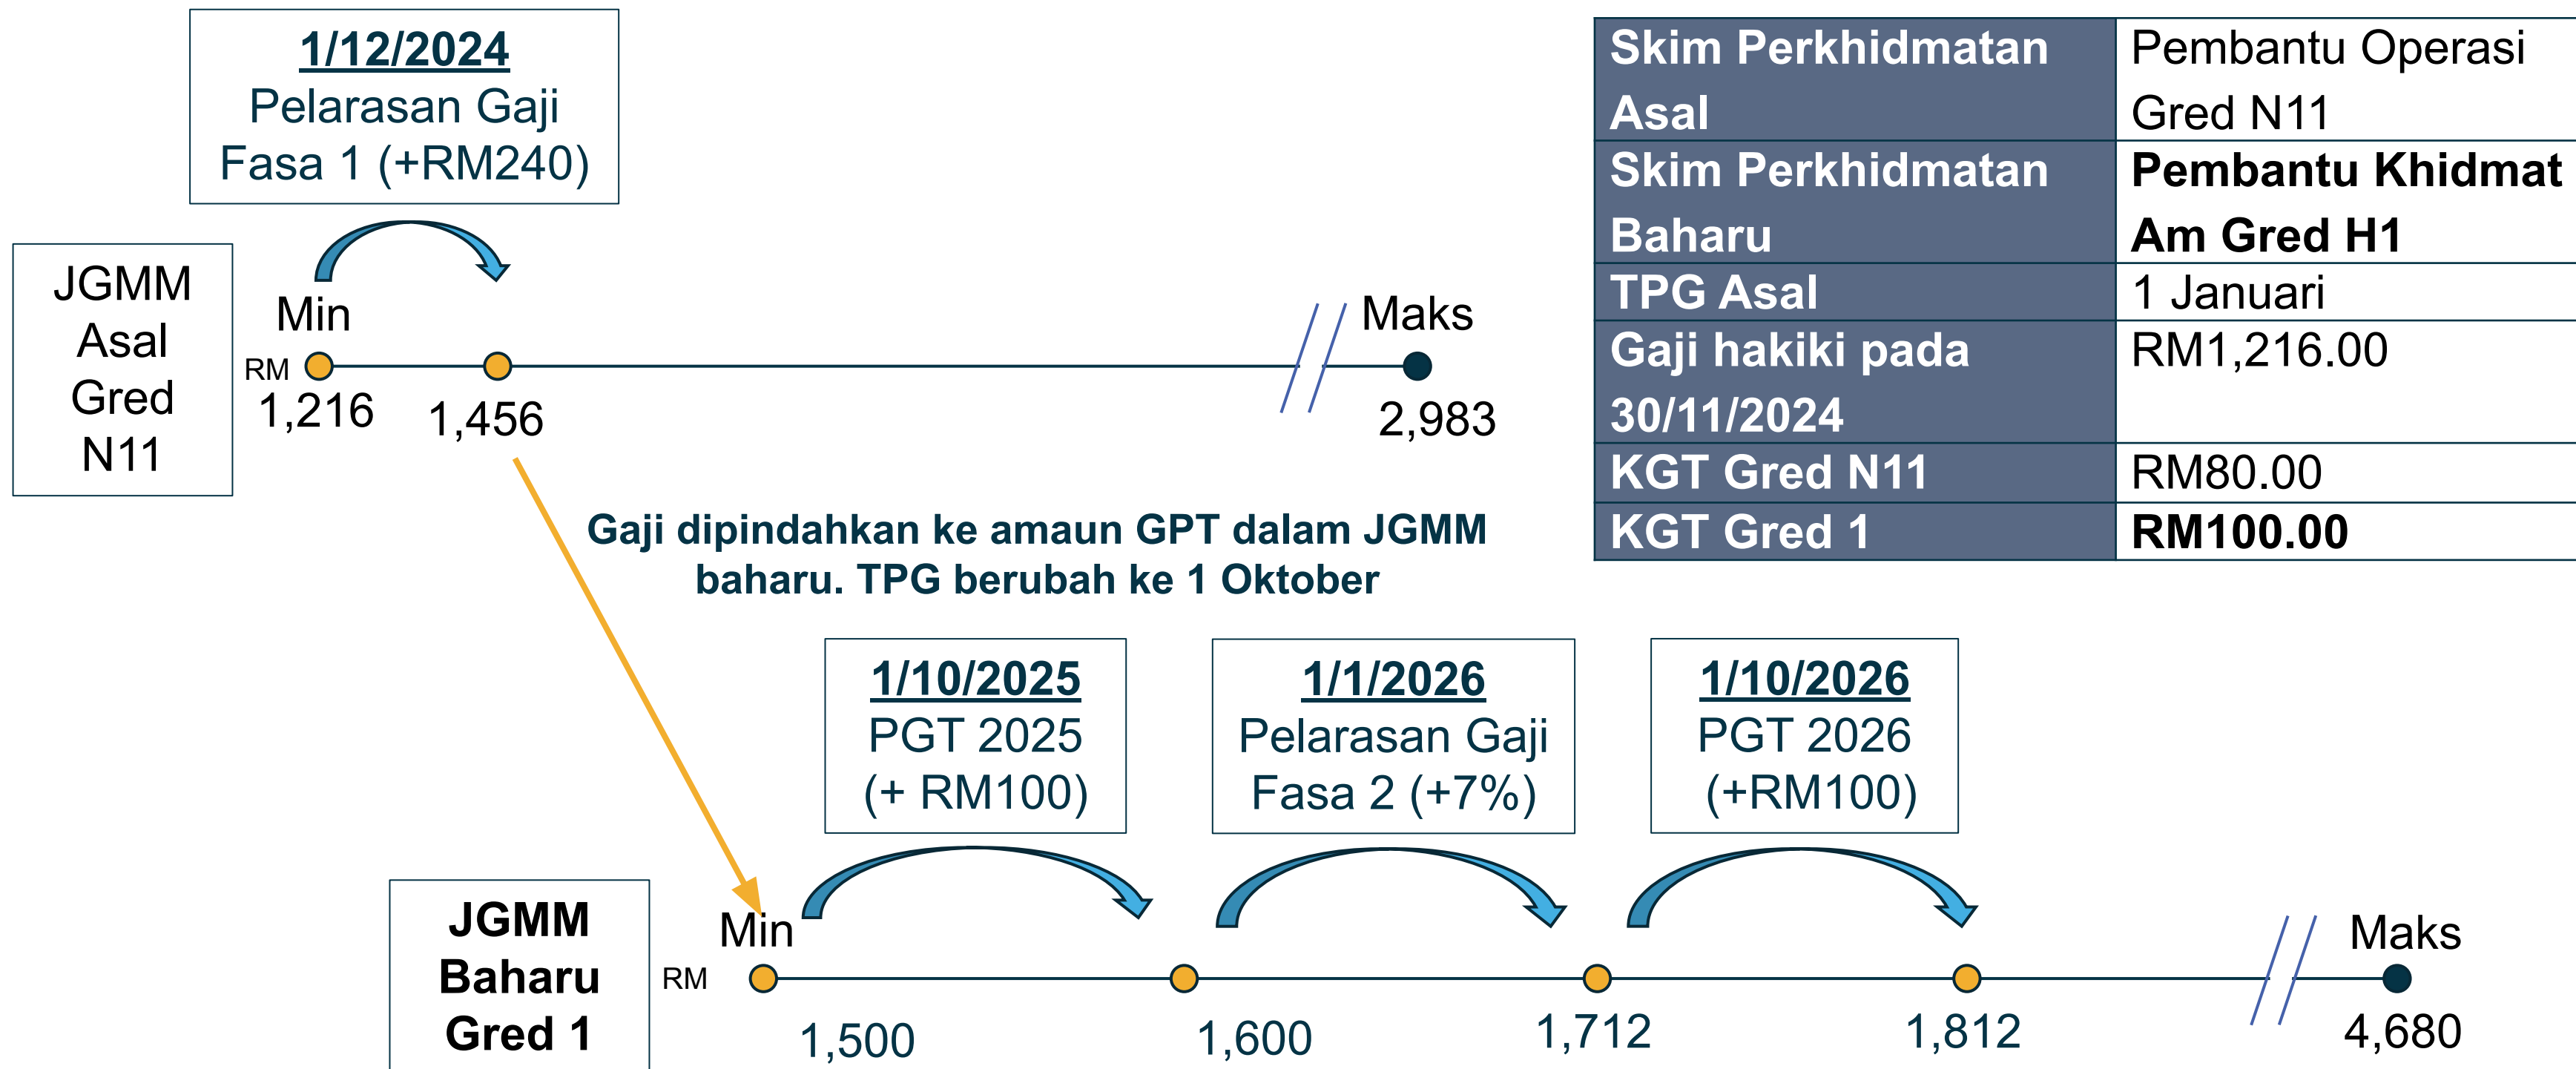 1/12/2024
Pelarasan Gaji
Fasa 1 (+RM240)
JGMM
Asal
Gred
N11
Min
Maks
RM
1,216
1,456
2,983
Skim Perkhidmatan
Asal
Pembantu Operasi
Gred N11
Skim Perkhidmatan
Baharu
Pembantu Khidmat
Am Gred H1
TPG Asal
1 Januari
Gaji hakiki pada
30/11/2024
RM1,216.00
KGT Gred N11
RM80.00
KGT Gred 1
RM100.00
Gaji dipindahkan ke amaun GPT dalam JGMM
baharu. TPG berubah ke 1 Oktober
1/10/2025
PGT 2025
(+ RM100)
1/1/2026
Pelarasan Gaji
Fasa 2 (+7%)
1/10/2026
PGT 2026
(+RM100)
JGMM
Baharu
Gred 1
Min
Maks
RM
1,500
1,600
1,712
1,812
4,680